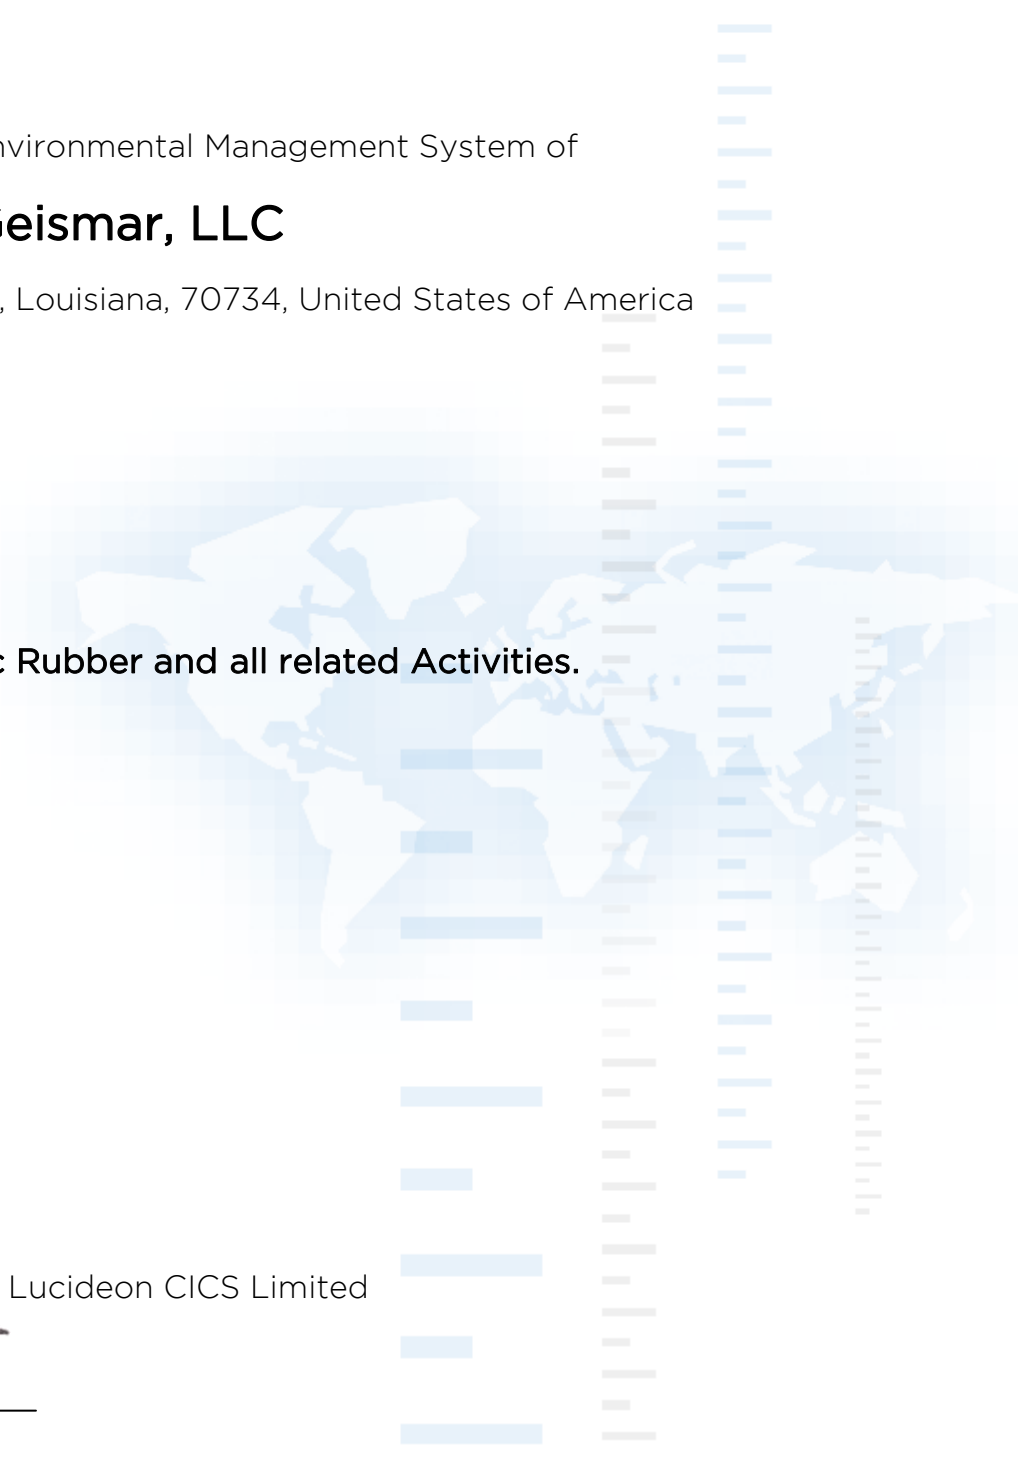 nvironmental Management System of
Geismar, LLC
, Louisiana, 70734, United States of America
c Rubber and all related Activities.
Lucideon CICS Limited